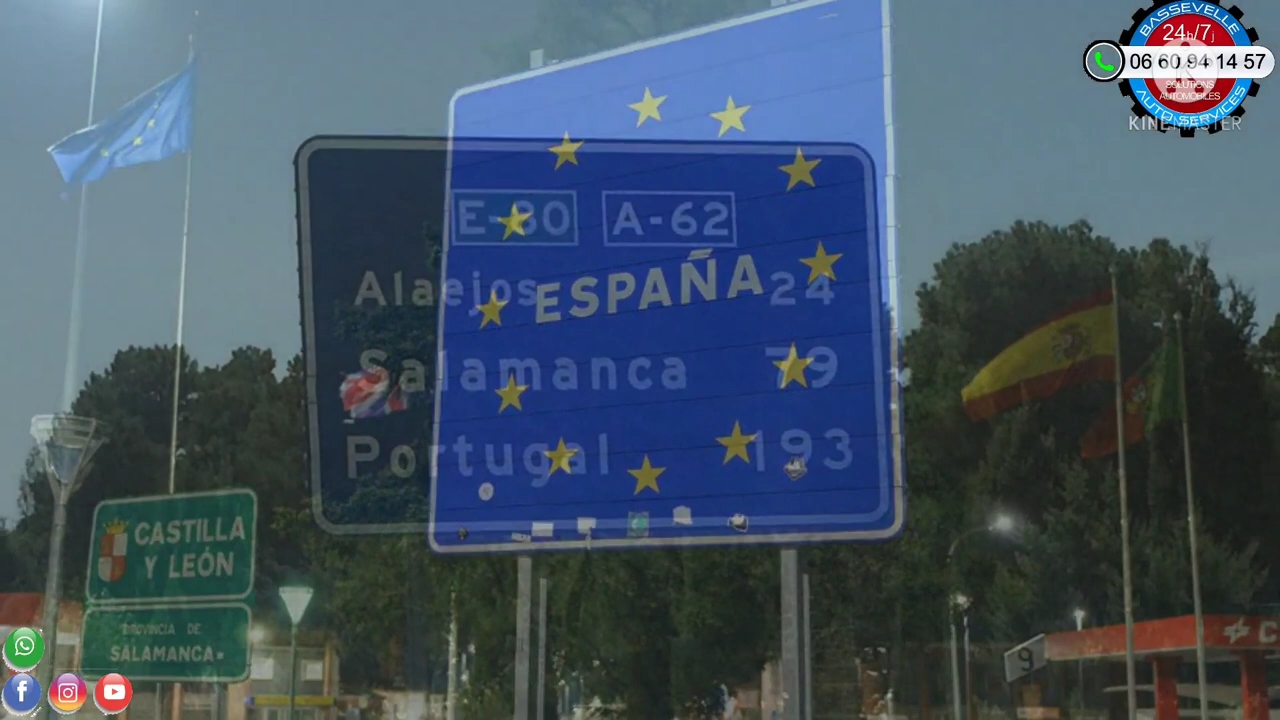 BASSEVELLE
24h/7j
06 60 94 14 57
SOLUTIONS
AUTOMOBILES
AUTO SERVICES
KINEMASTER
E-80 A-62
ESPAÑA
Alaejos 24
Salamanca 79
Portugal 193
CASTILLA
Y LEÓN
PROVINCIA DE
SALAMANCA
9
C